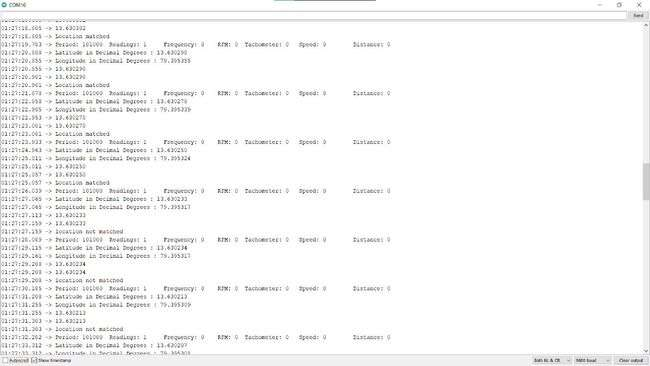 COM16
Send
01:27:18.005 -> 13.630302
01:27:18.005 -> Location matched
01:27:19.703 -> Period: 101000 Readings: 1 Frequency: 0 RPM: 0 Tachometer: 0 Speed: 0 Distance: 0
01:27:20.508 -> Latitude in Decimal Degrees : 13.630290
01:27:20.555 -> Longitude in Decimal Degrees : 79.395355
01:27:20.555 -> 13.630290
01:27:20.901 -> 13.630290
01:27:20.901 -> Location matched
01:27:21.878 -> Period: 101000 Readings: 1 Frequency: 0 RPM: 0 Tachometer: 0 Speed: 0 Distance: 0
01:27:22.858 -> Latitude in Decimal Degrees : 13.630270
01:27:22.905 -> Longitude in Decimal Degrees : 79.395339
01:27:22.953 -> 13.630270
01:27:23.001 -> 13.630270
01:27:23.001 -> Location matched
01:27:23.933 -> Period: 101000 Readings: 1 Frequency: 0 RPM: 0 Tachometer: 0 Speed: 0 Distance: 0
01:27:24.963 -> Latitude in Decimal Degrees : 13.630250
01:27:25.011 -> Longitude in Decimal Degrees : 79.395324
01:27:25.011 -> 13.630250
01:27:25.057 -> 13.630250
01:27:25.057 -> Location matched
01:27:26.039 -> Period: 101000 Readings: 1 Frequency: 0 RPM: 0 Tachometer: 0 Speed: 0 Distance: 0
01:27:27.065 -> Latitude in Decimal Degrees : 13.630233
01:27:27.065 -> Longitude in Decimal Degrees : 79.395317
01:27:27.113 -> 13.630233
01:27:27.159 -> 13.630233
01:27:27.159 -> location not matched
01:27:28.089 -> Period: 101000 Readings: 1 Frequency: 0 RPM: 0 Tachometer: 0 Speed: 0 Distance: 0
01:27:29.115 -> Latitude in Decimal Degrees : 13.630234
01:27:29.161 -> Longitude in Decimal Degrees : 79.395317
01:27:29.208 -> 13.630234
01:27:29.208 -> 13.630234
01:27:29.208 -> location not matched
01:27:30.185 -> Period: 101000 Readings: 1 Frequency: 0 RPM: 0 Tachometer: 0 Speed: 0 Distance: 0
01:27:31.208 -> Latitude in Decimal Degrees : 13.630213
01:27:31.255 -> Longitude in Decimal Degrees : 79.395309
01:27:31.255 -> 13.630213
01:27:31.303 -> 13.630213
01:27:31.303 -> location not matched
01:27:32.282 -> Period: 101000 Readings: 1 Frequency: 0 RPM: 0 Tachometer: 0 Speed: 0 Distance: 0
01:27:33.312 -> Latitude in Decimal Degrees : 13.630207
Autoscroll Show timestamp
Both NL & CR 9600 baud Clear output